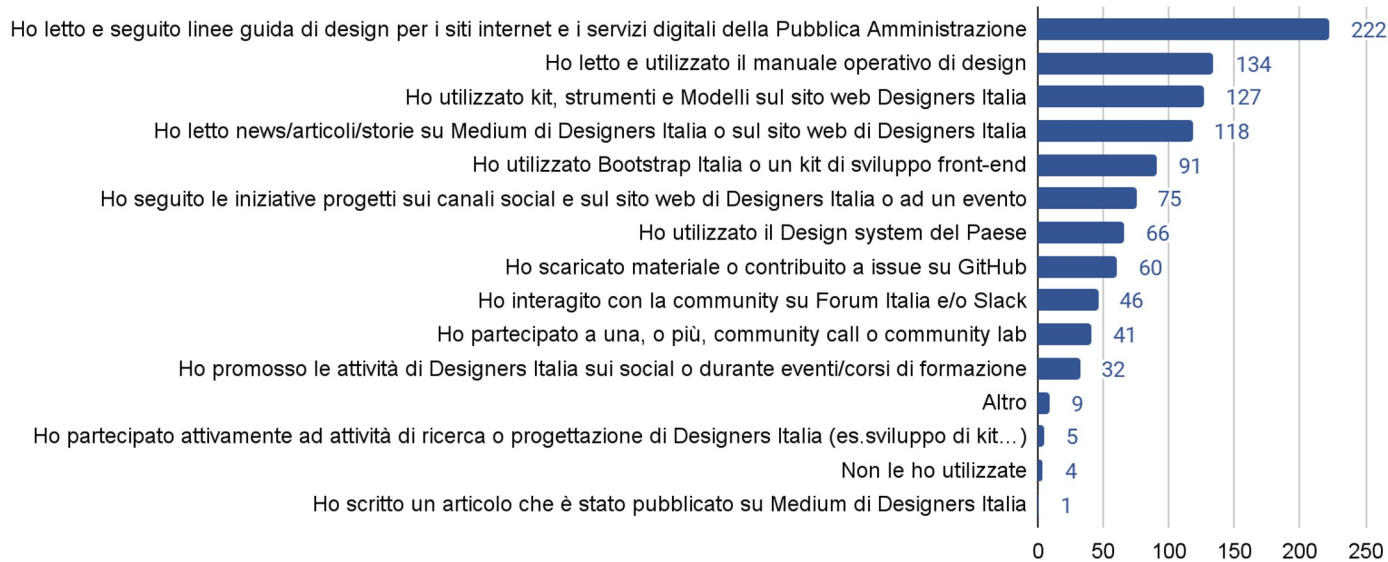 Ho letto e seguito linee guida di design per i siti internet e i servizi digitali della Pubblica Amministrazione 222
Ho letto e utilizzato il manuale operativo di design 134
Ho utilizzato kit, strumenti e Modelli sul sito web Designers Italia 127
Ho letto news/articoli/storie su Medium di Designers Italia o sul sito web di Designers Italia 118
Ho utilizzato Bootstrap Italia o un kit di sviluppo front-end 91
Ho seguito le iniziative progetti sui canali social e sul sito web di Designers Italia o ad un evento 75
Ho utilizzato il Design system del Paese 66
Ho scaricato materiale o contribuito a issue su GitHub 60
Ho interagito con la community su Forum Italia e/o Slack 46
Ho partecipato a una, o più, community call o community lab 41
Ho promosso le attività di Designers Italia sui social o durante eventi/corsi di formazione 32
Altro 9
Ho partecipato attivamente ad attività di ricerca o progettazione di Designers Italia (es.sviluppo di kit…) 5
Non le ho utilizzate 4
Ho scritto un articolo che è stato pubblicato su Medium di Designers Italia 1
0 50 100 150 200 250